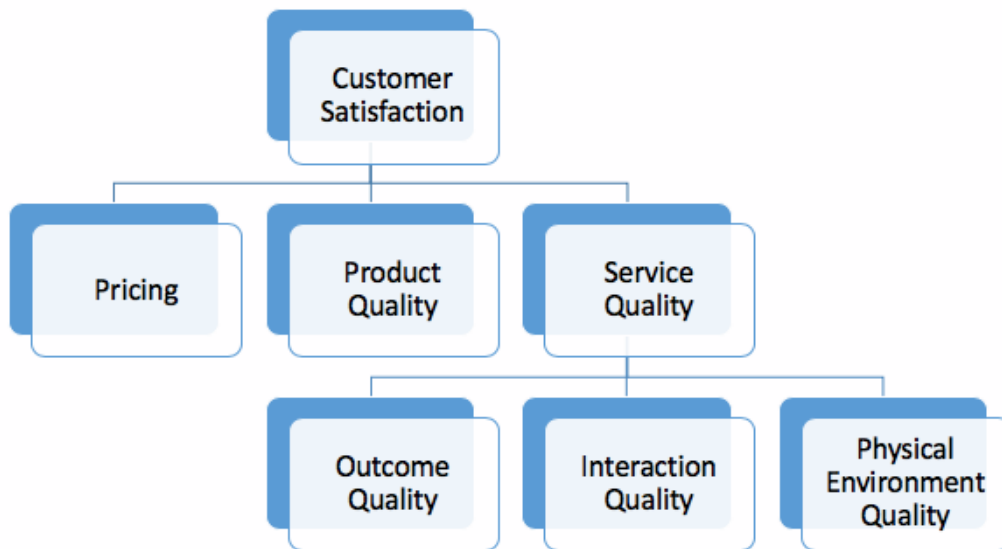 Customer
Satisfaction
Pricing
Product
Quality
Service
Quality
Outcome
Quality
Interaction
Quality
Physical
Environment
Quality